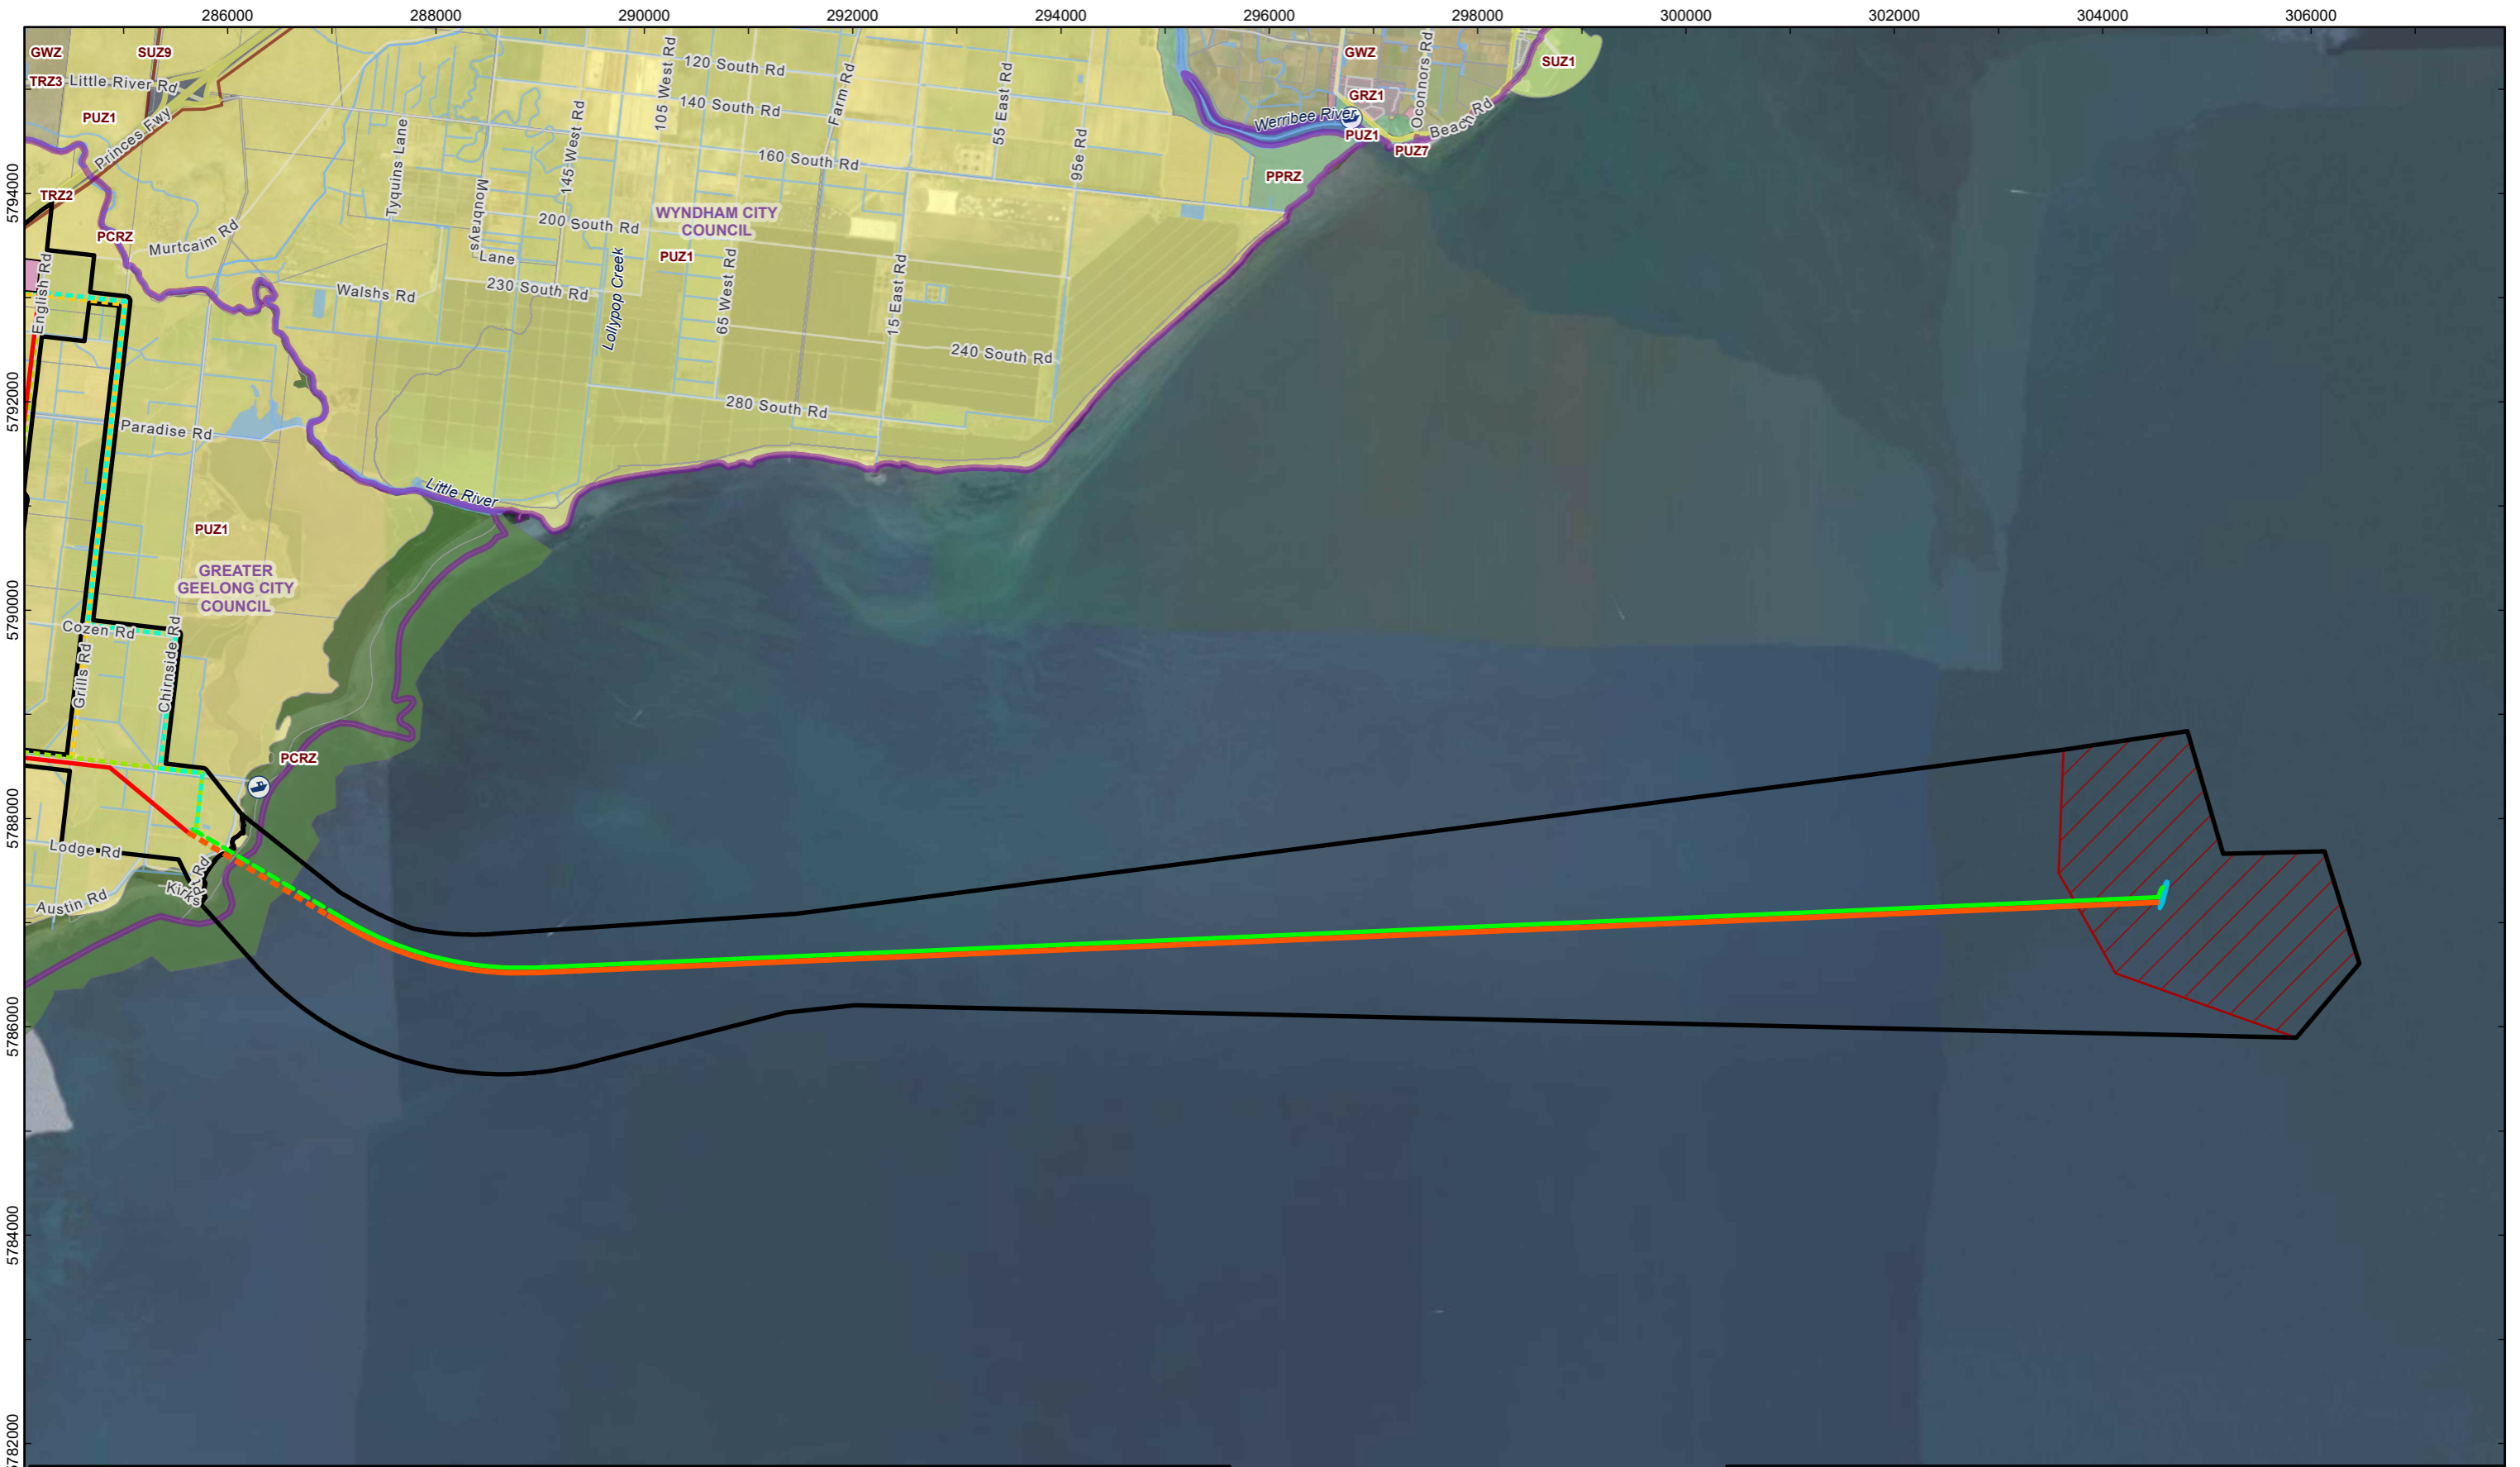 286000
288000
290000
292000
294000
296000
298000
300000
302000
304000
306000
5794000
5792000
5790000
5788000
5786000
5784000
5782000
GWZ
SUZ9
TRZ3
Little River Rd
PUZ1
Princes Fwy
TRZ2
PCRZ
Murtcaim Rd
English Rd
Walshs Rd
Tyquins Lane
Monbrays
Lane
145 West Rd
105 West Rd
120 South Rd
140 South Rd
Farm Rd
160 South Rd
200 South Rd
230 South Rd
Lollypop Creek
WYNDHAM CITY
COUNCIL
PUZ1
65 West Rd
15 East Rd
55 East Rd
95e Rd
240 South Rd
280 South Rd
GWZ
GRZ1
Oconnors Rd
Beach Rd
SUZ1
Werribee River
PUZ1
PUZ7
PPRZ
Paradise Rd
Little River
PUZ1
GREATER
GEELONG CITY
COUNCIL
Cozen Rd
Grills Rd
Chirnside Rd
PCRZ
Lodge Rd
Austin Rd
Kirks
Pt Rd